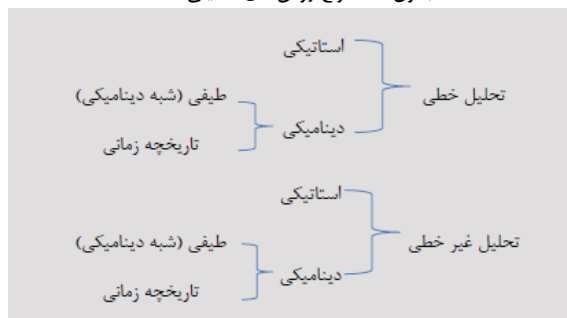 استاتیکی
تحلیل خطی
طیفی (شبه دینامیکی)
دینامیکی
تاریخچه زمانی
استاتیکی
تحلیل غیر خطی
طیفی (شبه دینامیکی)
دینامیکی
تاریخچه زمانی